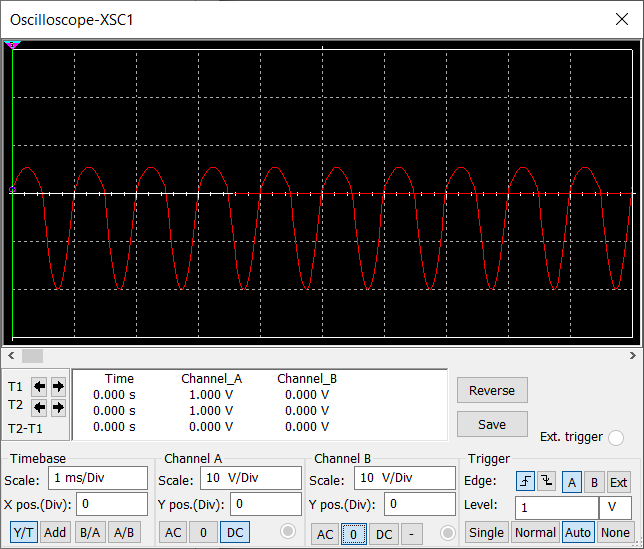 Oscilloscope-XSC1
T1
T2
T2-T1
Time Channel_A Channel_B
0.000 s 1.000 V 0.000 V
0.000 s 1.000 V 0.000 V
0.000 s 0.000 V 0.000 V
Reverse
Save
Ext. trigger
Timebase
Scale: 1 ms/Div
X pos.(Div): 0
Y/T Add B/A A/B
Channel A
Scale: 10 V/Div
Y pos.(Div): 0
AC 0 DC
Channel B
Scale: 10 V/Div
Y pos.(Div): 0
AC 0 DC -
Trigger
Edge: A B Ext
Level: 1 V
Single Normal Auto None